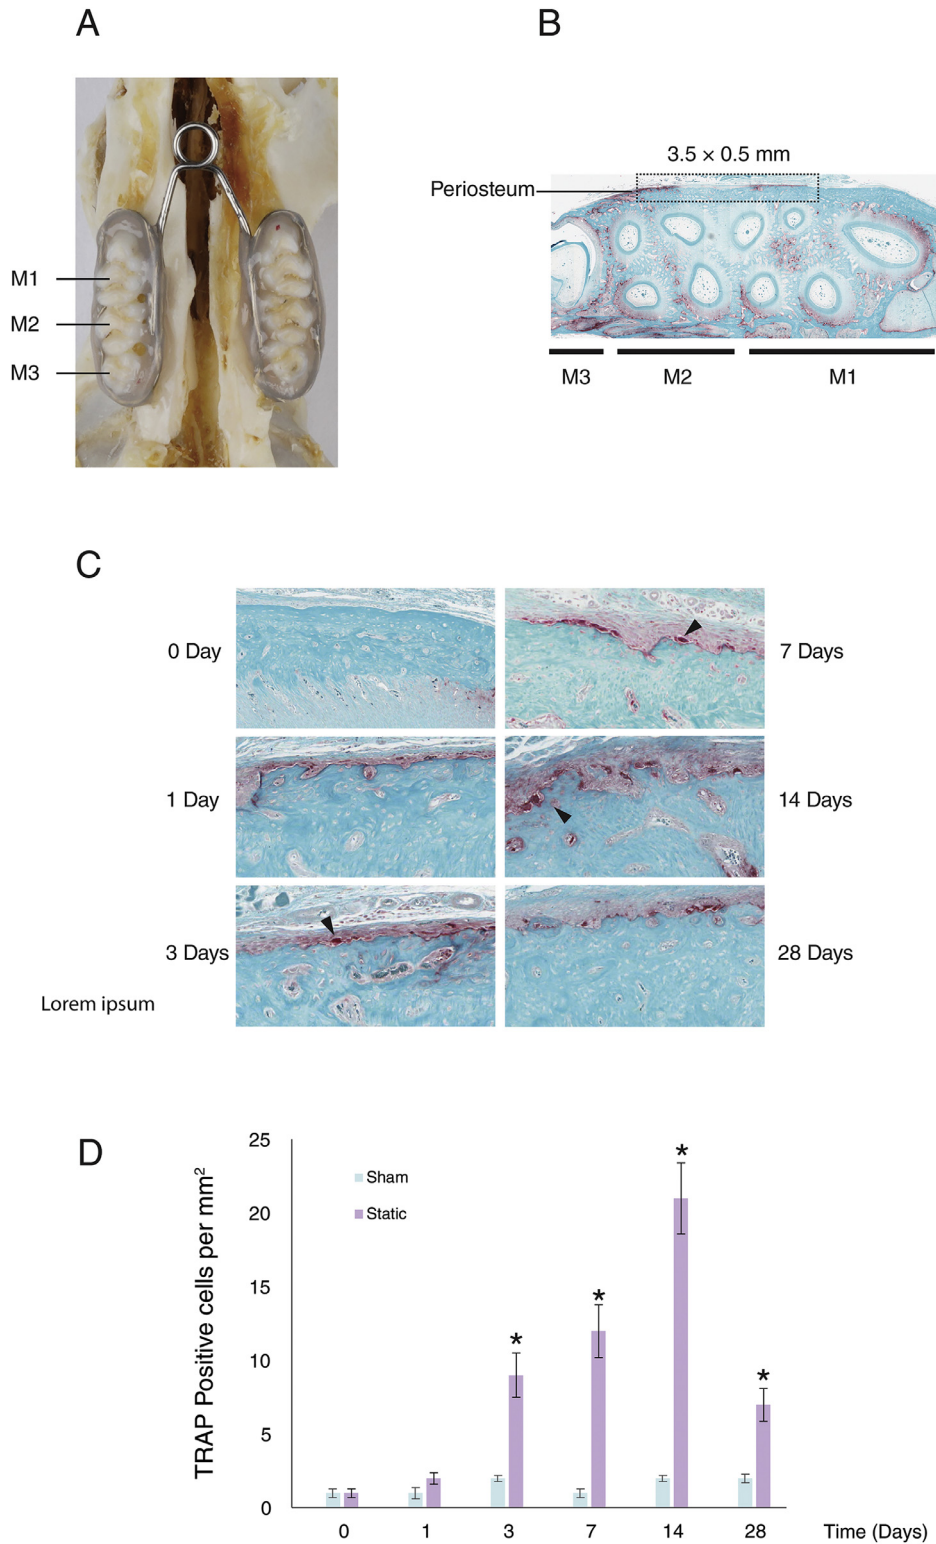 A
B
3.5 × 0.5 mm
Periosteum
M1
M2
M3
M3 M2 M1
C
0 Day
7 Days
1 Day
14 Days
3 Days
28 Days
Lorem ipsum
D
TRAP Positive cells per mm²
25
20
15
10
5
0
Sham
Static
*
*
*
*
0 1 3 7 14 28 Time (Days)